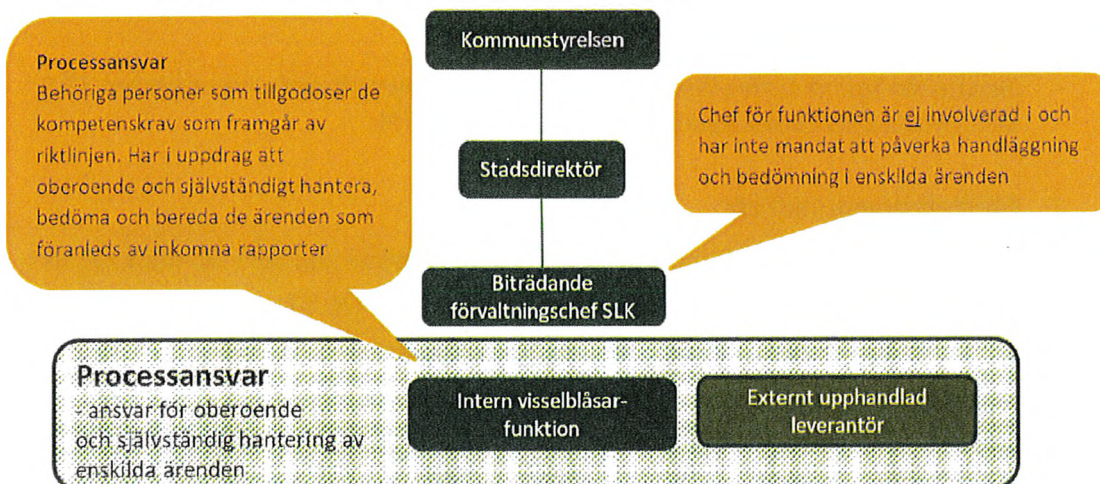 Kommunstyrelsen
Processansvar
Behöriga personer som tillgodoser de
kompetenskrav som framgår av
riktlinjen. Har i uppdrag att
oberoende och självständigt hantera,
bedöma och bereda de ärenden som
föranleds av inkomna rapporter
Chef för funktionen är ej involverad i och
har inte mandat att påverka handläggning
och bedömning i enskilda ärenden
Stadsdirektör
Biträdande
förvaltningschef SLK
Processansvar
- ansvar för oberoende
och självständig hantering av
enskilda ärenden
Intern visselblåsar-
funktion
Externt upphandlad
leverantör